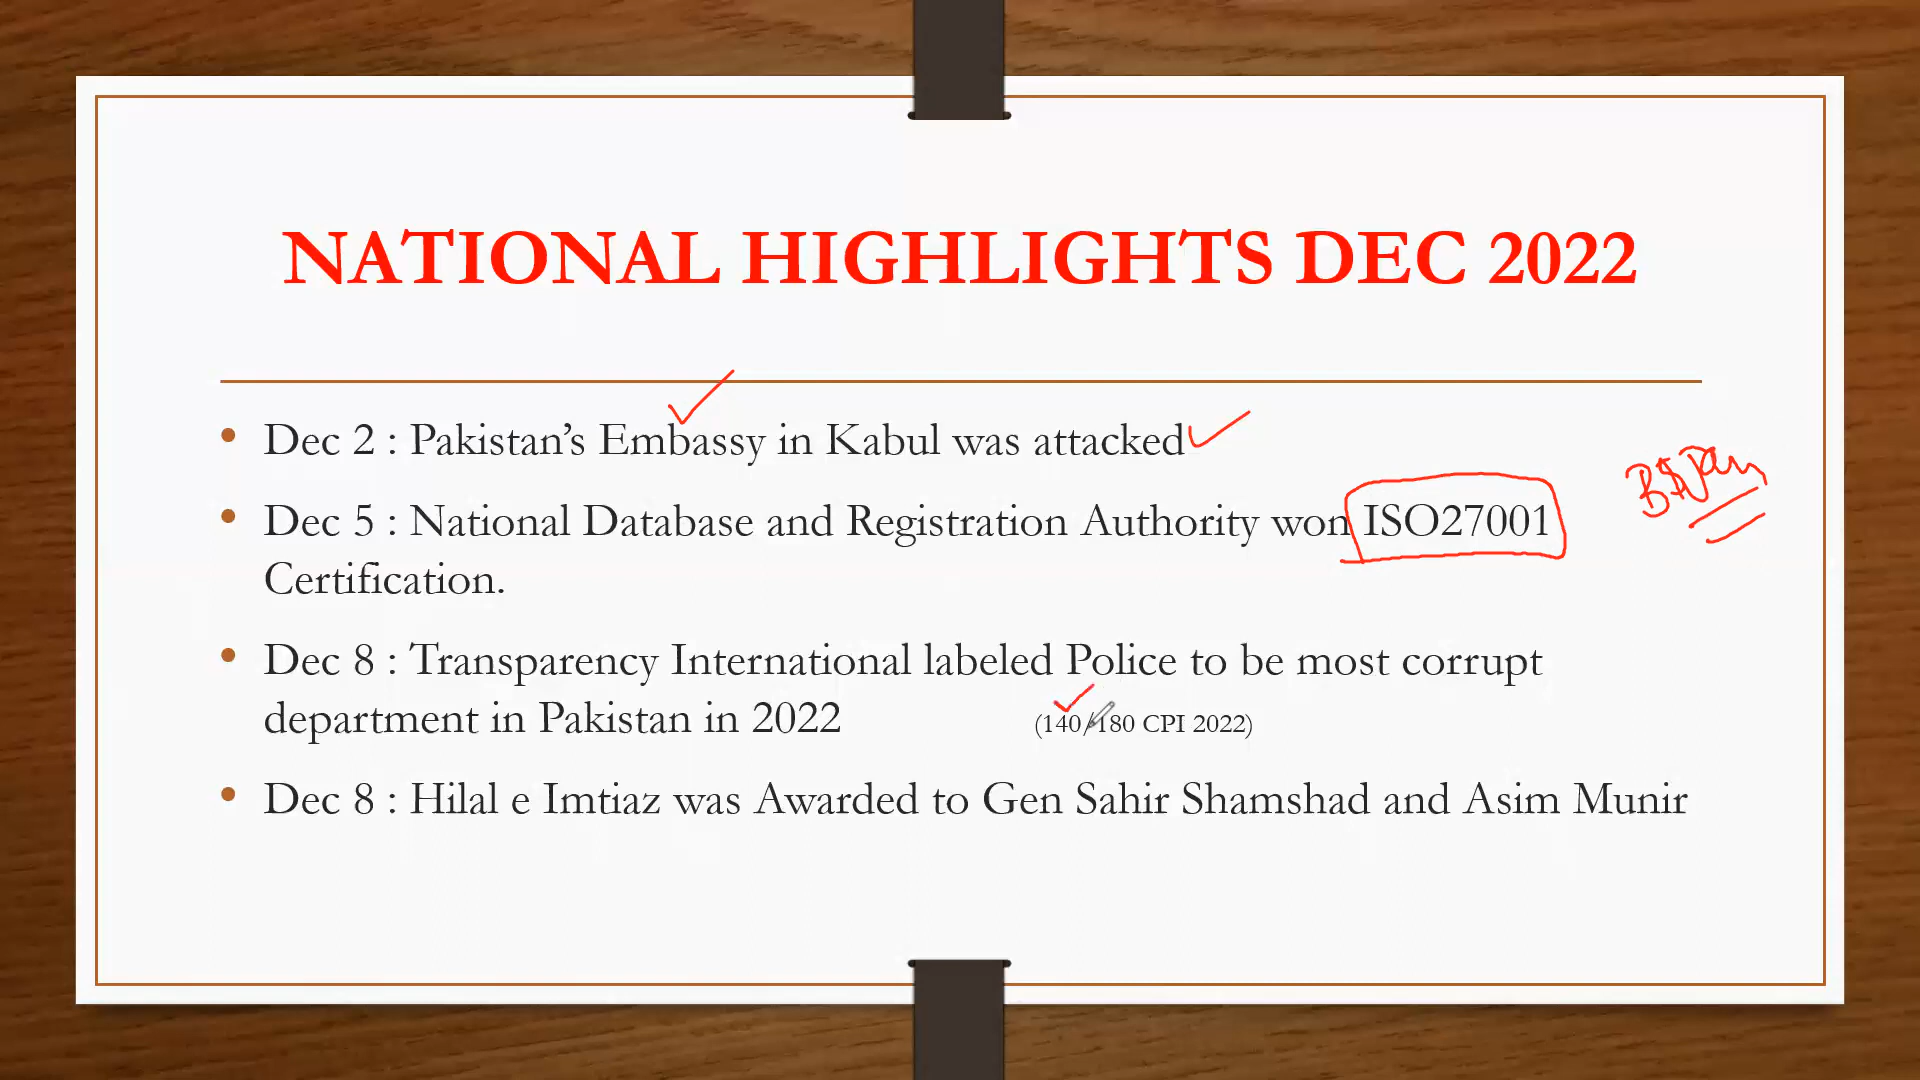 NATIONAL HIGHLIGHTS DEC 2022
• Dec 2 : Pakistan’s Embassy in Kabul was attacked
• Dec 5 : National Database and Registration Authority won ISO27001
Certification.
• Dec 8 : Transparency International labeled Police to be most corrupt
department in Pakistan in 2022 (140/180 CPI 2022)
• Dec 8 : Hilal e Imtiaz was Awarded to Gen Sahir Shamshad and Asim Munir